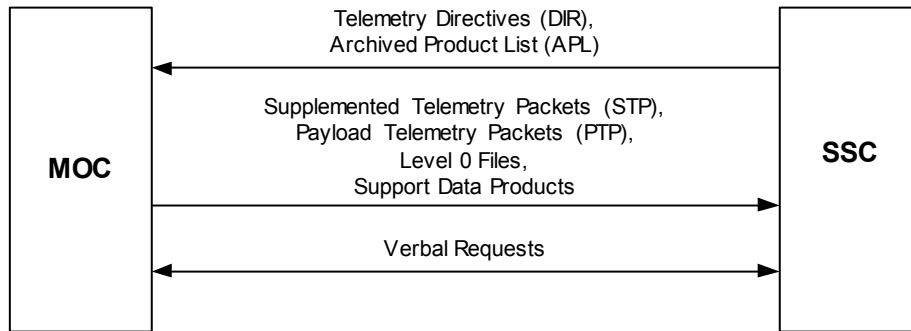 Telemetry Directives (DIR),
Archived Product List (APL)
Supplemented Telemetry Packets (STP),
Payload Telemetry Packets (PTP),
Level 0 Files,
Support Data Products
MOC
SSC
Verbal Requests